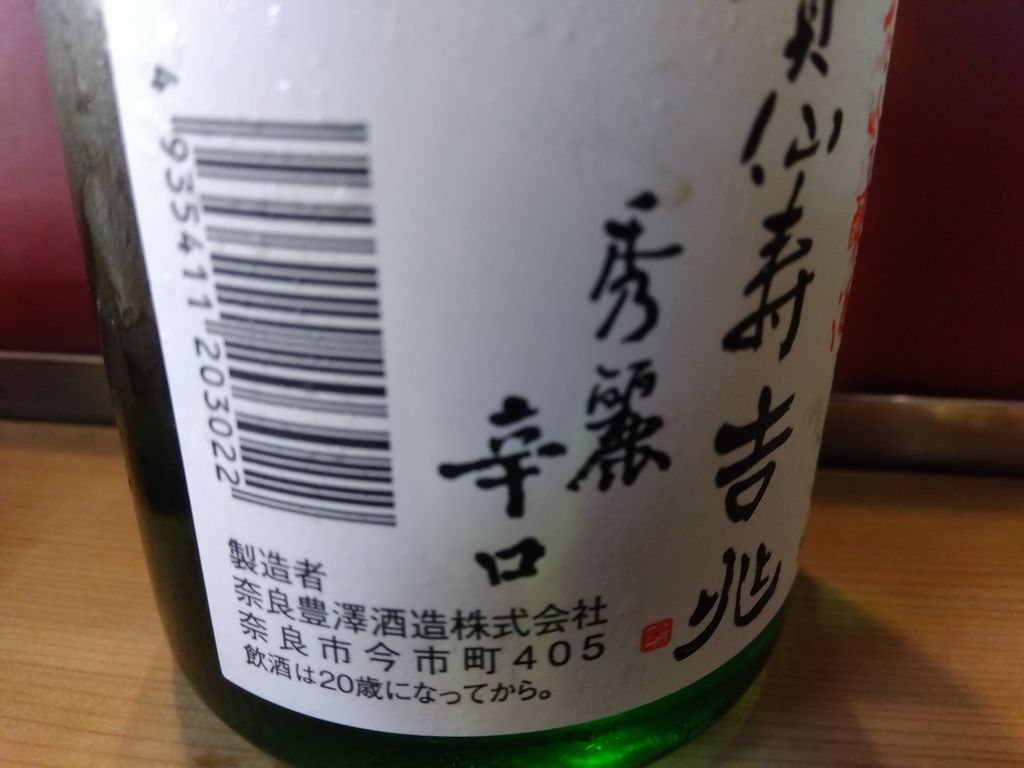 仙寿吉兆
秀麗
辛口
4 935411 203022
製造者
奈良豊澤酒造株式会社
奈良市今市町405
飲酒は20歳になってから。